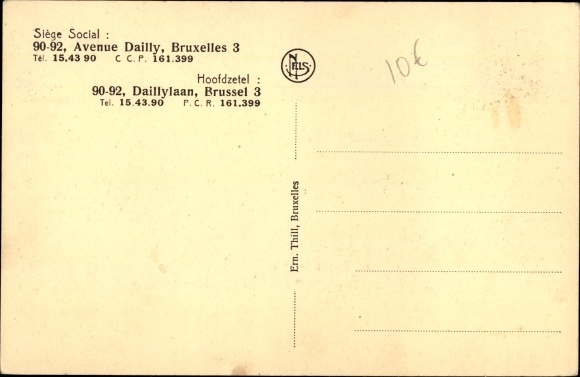 Siège Social :
90-92, Avenue Dailly, Bruxelles 3
Tél. 15.43 90 C C. P. 161.399
Hoofdzetel :
90-92, Daillylaan, Brussel 3
Tel. 15.43.90 P. C. R. 161.399
NELS
10€
Ern. Thill, Bruxelles